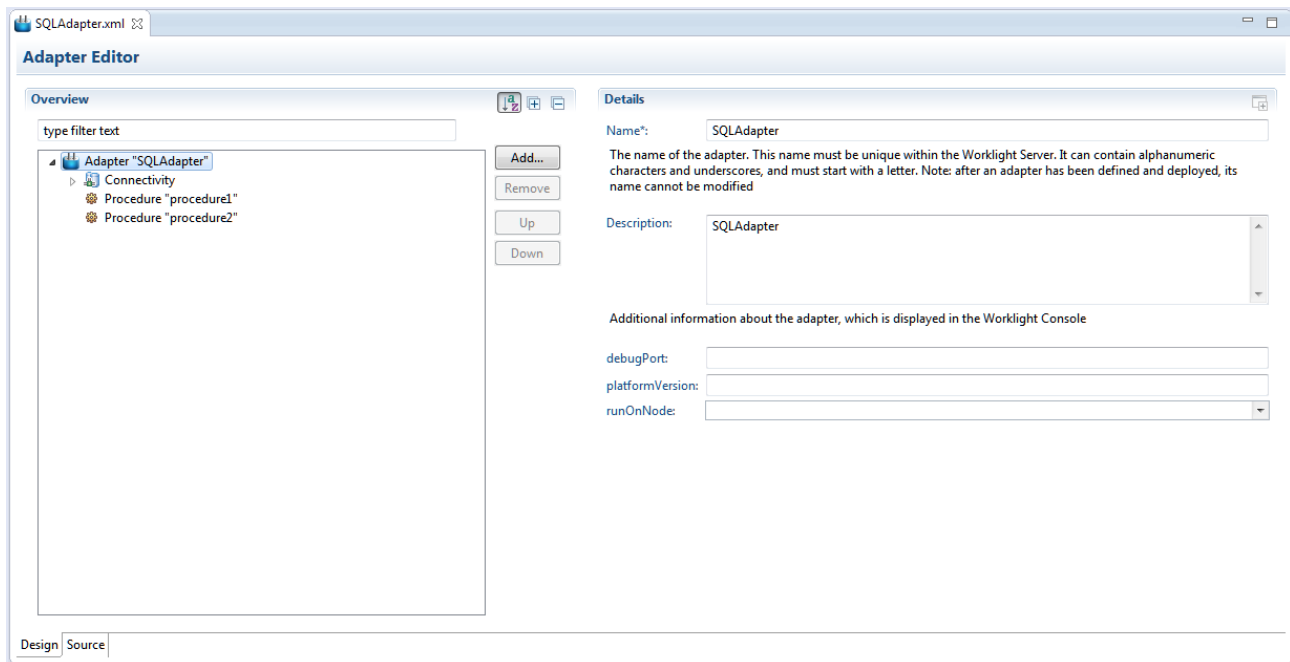 SQLAdapter.xml
Adapter Editor
Overview
type filter text
Adapter "SQLAdapter"
Connectivity
Procedure "procedure1"
Procedure "procedure2"
Add...
Remove
Up
Down
Details
Name*: SQLAdapter
The name of the adapter. This name must be unique within the Worklight Server. It can contain alphanumeric
characters and underscores, and must start with a letter. Note: after an adapter has been defined and deployed, its
name cannot be modified
Description: SQLAdapter
Additional information about the adapter, which is displayed in the Worklight Console
debugPort:
platformVersion:
runOnNode:
Design Source